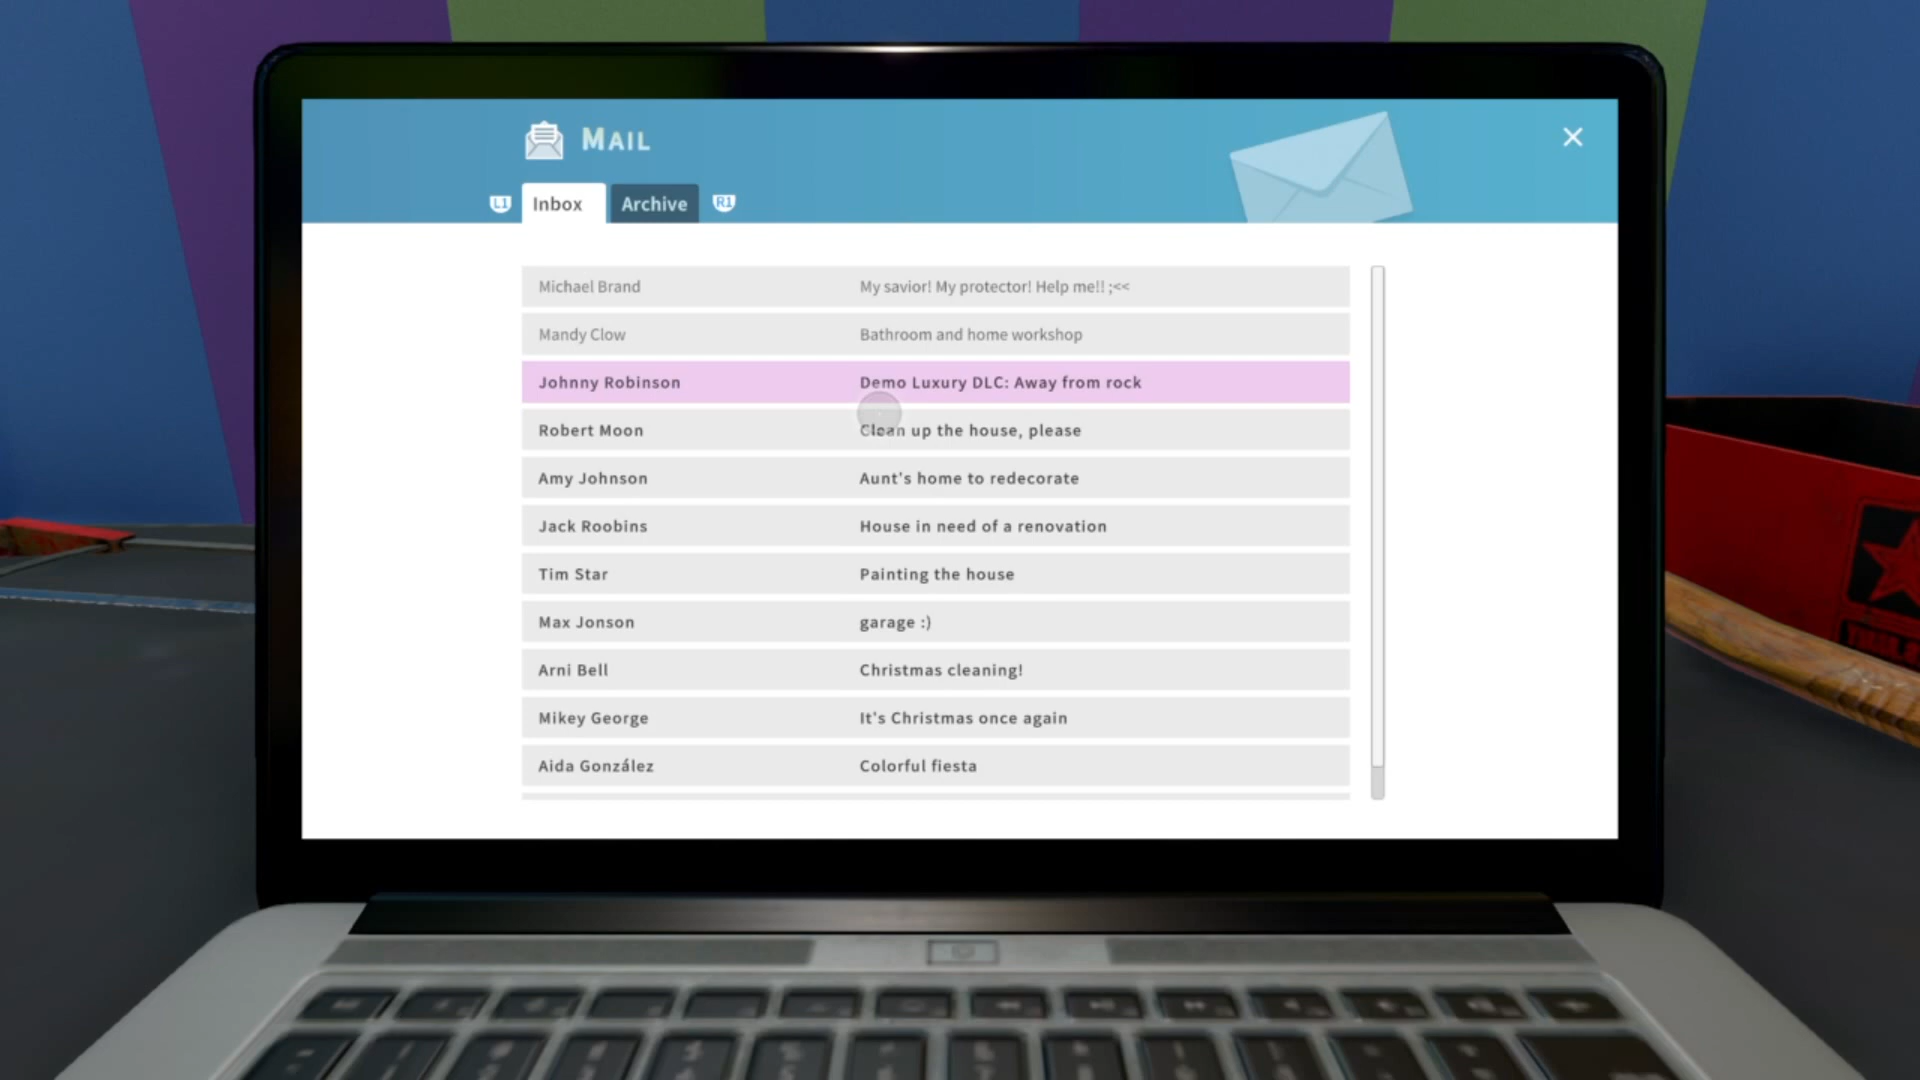 MAIL
L1 Inbox Archive R1
Michael Brand My savior! My protector! Help me!! ;<<
Mandy Clow Bathroom and home workshop
Johnny Robinson Demo Luxury DLC: Away from rock
Robert Moon Clean up the house, please
Amy Johnson Aunt's home to redecorate
Jack Roobins House in need of a renovation
Tim Star Painting the house
Max Jonson garage :)
Arni Bell Christmas cleaning!
Mikey George It's Christmas once again
Aida González Colorful fiesta